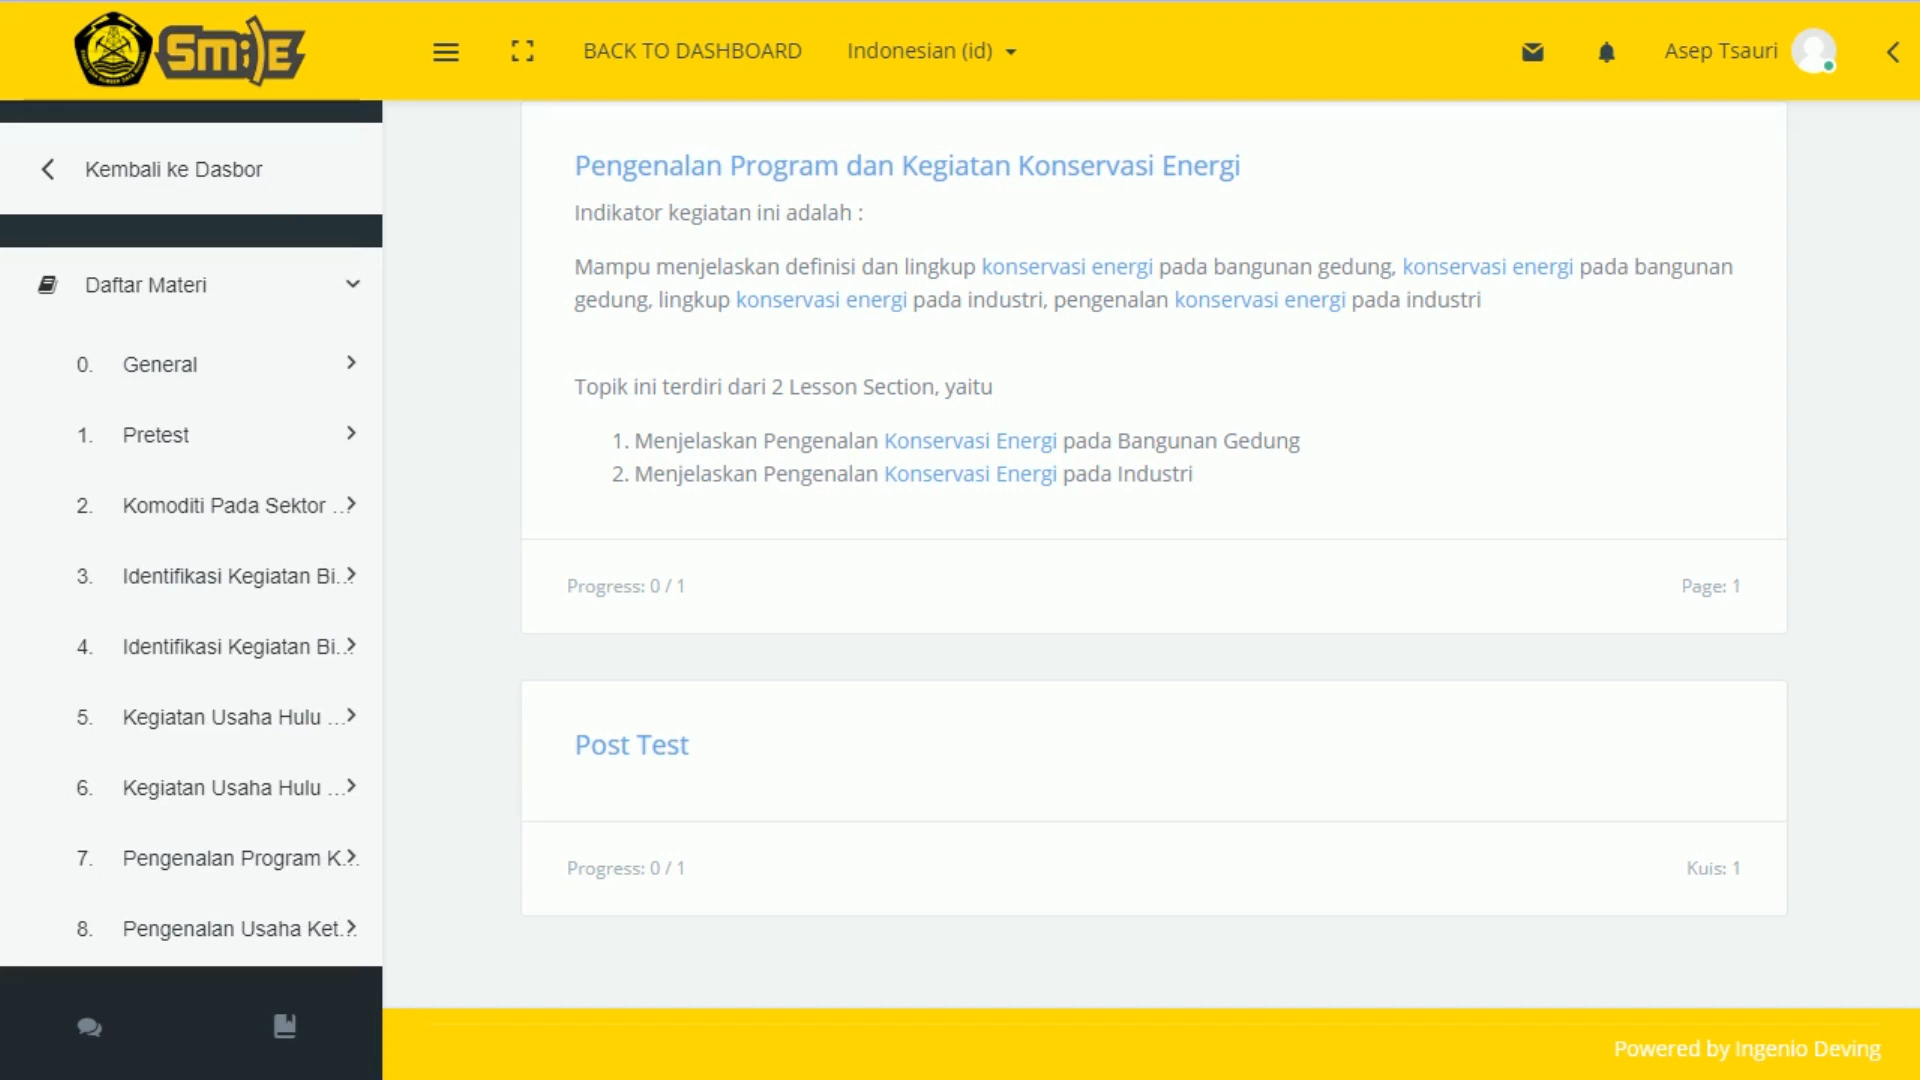 Smile
BACK TO DASHBOARD
Indonesian (id)
Asep Tsauri
Kembali ke Dasbor
Daftar Materi
0. General
1. Pretest
2. Komoditi Pada Sektor ...
3. Identifikasi Kegiatan Bi...
4. Identifikasi Kegiatan Bi...
5. Kegiatan Usaha Hulu ...
6. Kegiatan Usaha Hulu ...
7. Pengenalan Program K...
8. Pengenalan Usaha Ket...
Pengenalan Program dan Kegiatan Konservasi Energi
Indikator kegiatan ini adalah :
Mampu menjelaskan definisi dan lingkup konservasi energi pada bangunan gedung, konservasi energi pada bangunan
gedung, lingkup konservasi energi pada industri, pengenalan konservasi energi pada industri
Topik ini terdiri dari 2 Lesson Section, yaitu
1. Menjelaskan Pengenalan Konservasi Energi pada Bangunan Gedung
2. Menjelaskan Pengenalan Konservasi Energi pada Industri
Progress: 0 / 1
Page: 1
Post Test
Progress: 0 / 1
Kuis: 1
Powered by Ingenio Deving